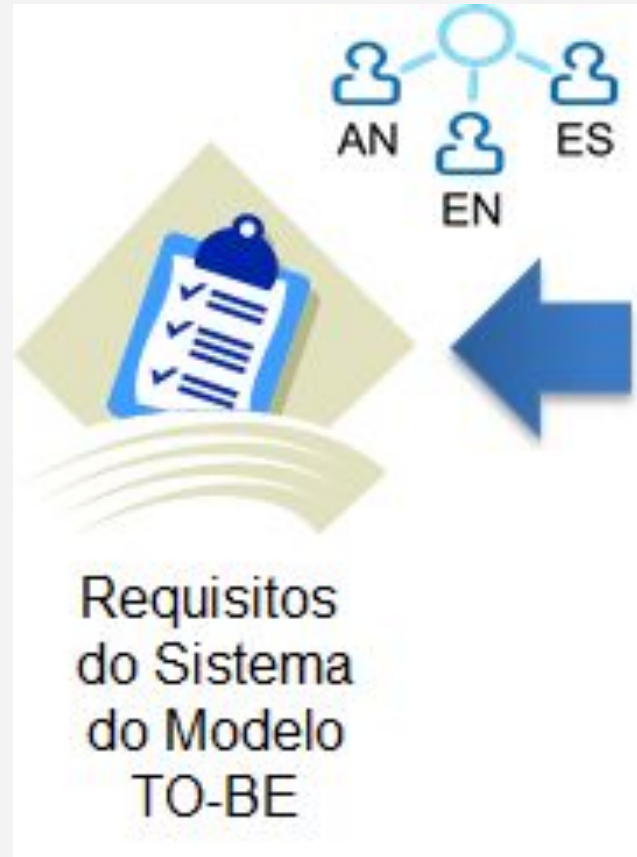 AN
ES
EN
Requisitos
do Sistema
do Modelo
TO-BE